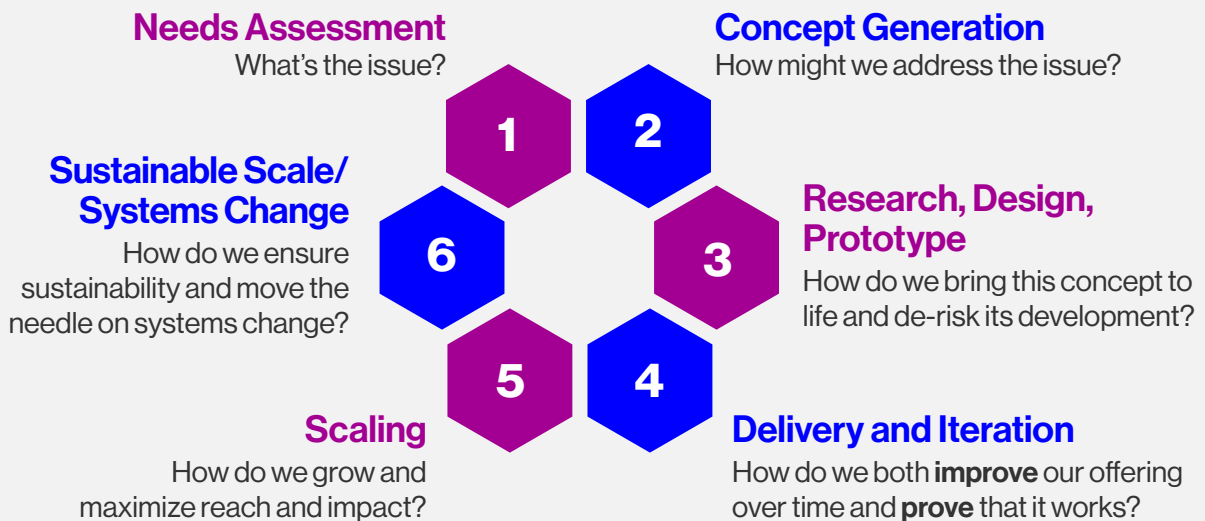 Needs Assessment
What's the issue?
1
2
Concept Generation
How might we address the issue?
3
Research, Design,
Prototype
How do we bring this concept to
life and de-risk its development?
4
Delivery and Iteration
How do we both improve our offering
over time and prove that it works?
5
Scaling
How do we grow and
maximize reach and impact?
6
Sustainable Scale/
Systems Change
How do we ensure
sustainability and move the
needle on systems change?